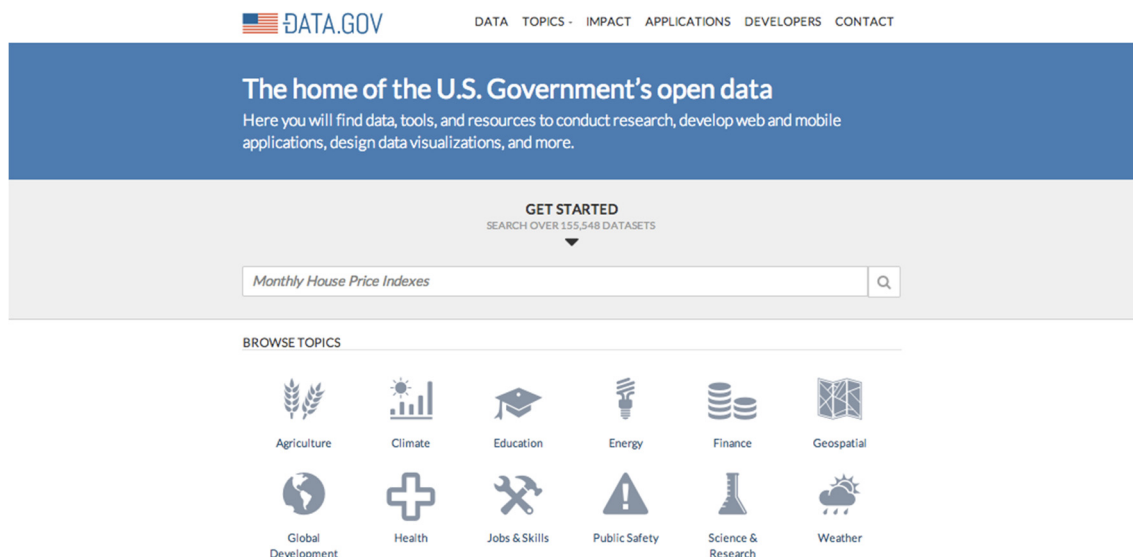 DATA.GOV
DATA TOPICS - IMPACT APPLICATIONS DEVELOPERS CONTACT
The home of the U.S. Government's open data
Here you will find data, tools, and resources to conduct research, develop web and mobile
applications, design data visualizations, and more.
GET STARTED
SEARCH OVER 155,548 DATASETS
Monthly House Price Indexes
BROWSE TOPICS
Agriculture Climate Education Energy Finance Geospatial
Global Health Jobs & Skills Public Safety Science & Weather
Development Research